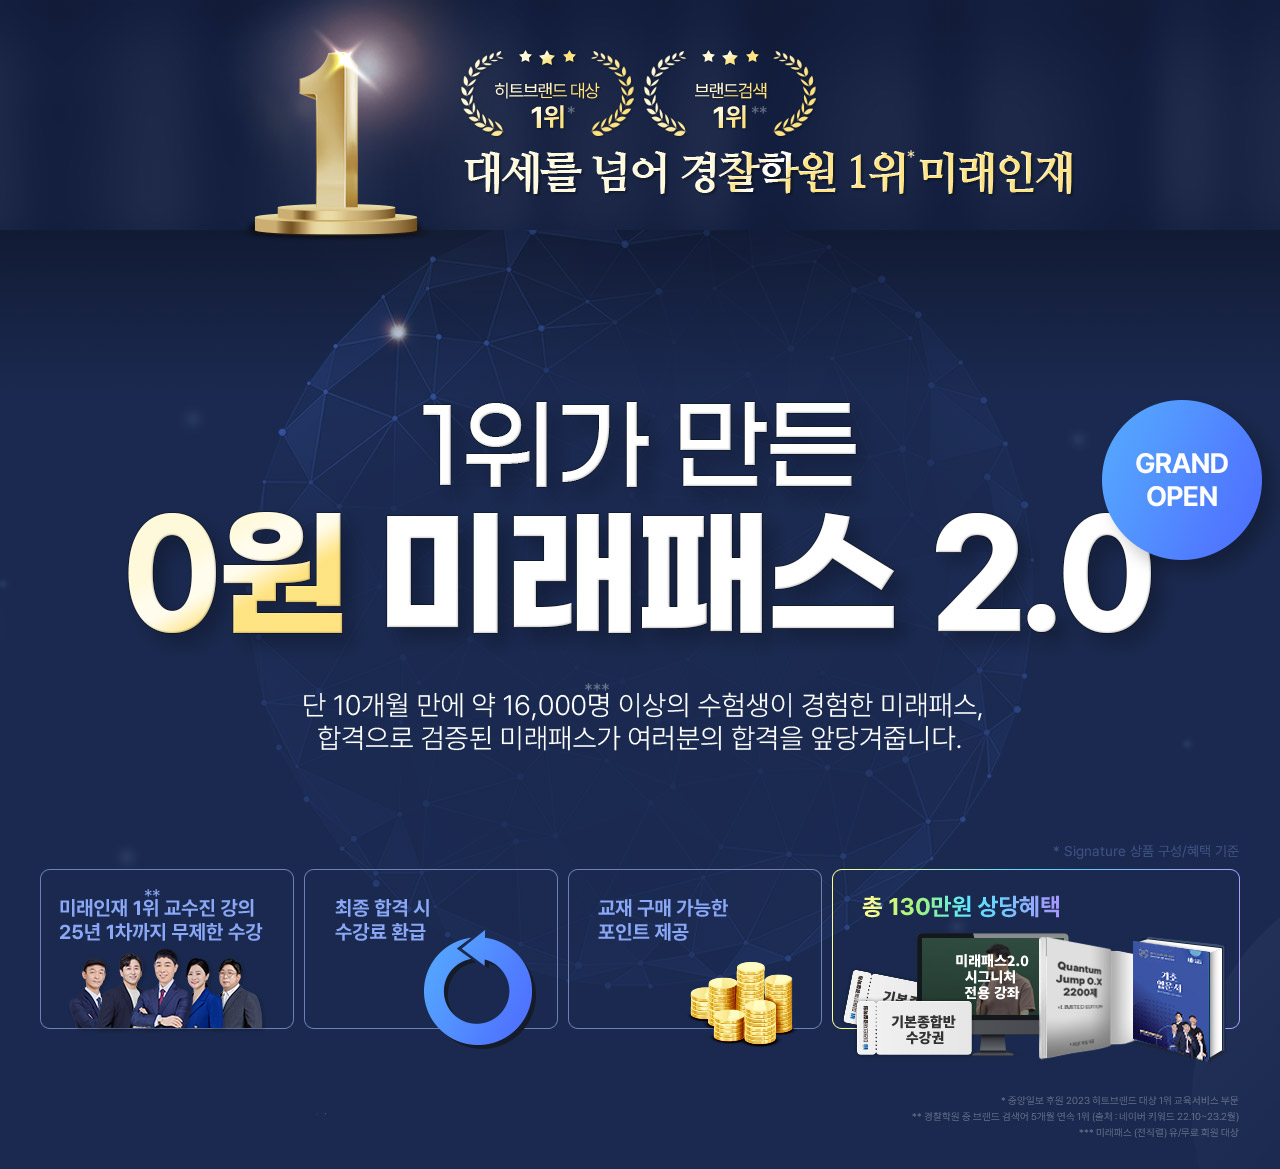 1
히트브랜드 대상
1위*
브랜드검색
1위**
대세를 넘어 경찰학원 1위* 미래인재
1위가 만든
0원 미래패스 2.0
GRAND
OPEN
단 10개월 만에 약 16,000명*** 이상의 수험생이 경험한 미래패스,
합격으로 검증된 미래패스가 여러분의 합격을 앞당겨줍니다.
* Signature 상품 구성/혜택 기준
미래인재 1위** 교수진 강의
25년 1차까지 무제한 수강
최종 합격 시
수강료 환급
교재 구매 가능한
포인트 제공
총 130만원 상당혜택
미래패스2.0
시그니처
전용 강좌
기본종합반
수강권
Quantum
Jump O.X
2200제
기초
법문서
* 중앙일보 후원 2023 히트브랜드 대상 1위 교육서비스 부문
** 경찰학원 중 브랜드 검색어 5개월 연속 1위 (출처 : 네이버 키워드 22.10~23.2월)
*** 미래패스 (전직렬) 유/무료 회원 대상